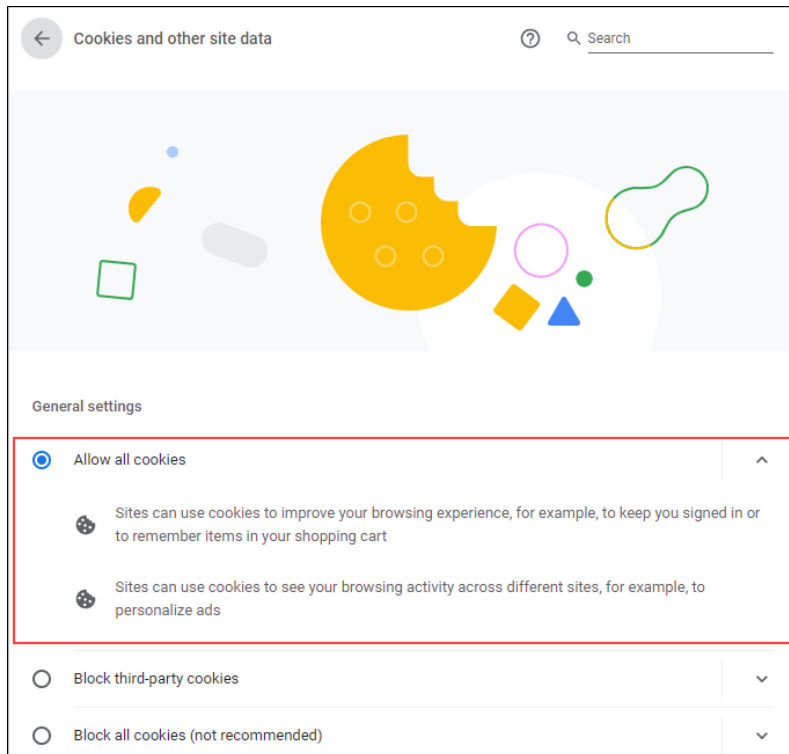 Cookies and other site data
Search
General settings
Allow all cookies
Sites can use cookies to improve your browsing experience, for example, to keep you signed in or
to remember items in your shopping cart
Sites can use cookies to see your browsing activity across different sites, for example, to
personalize ads
Block third-party cookies
Block all cookies (not recommended)